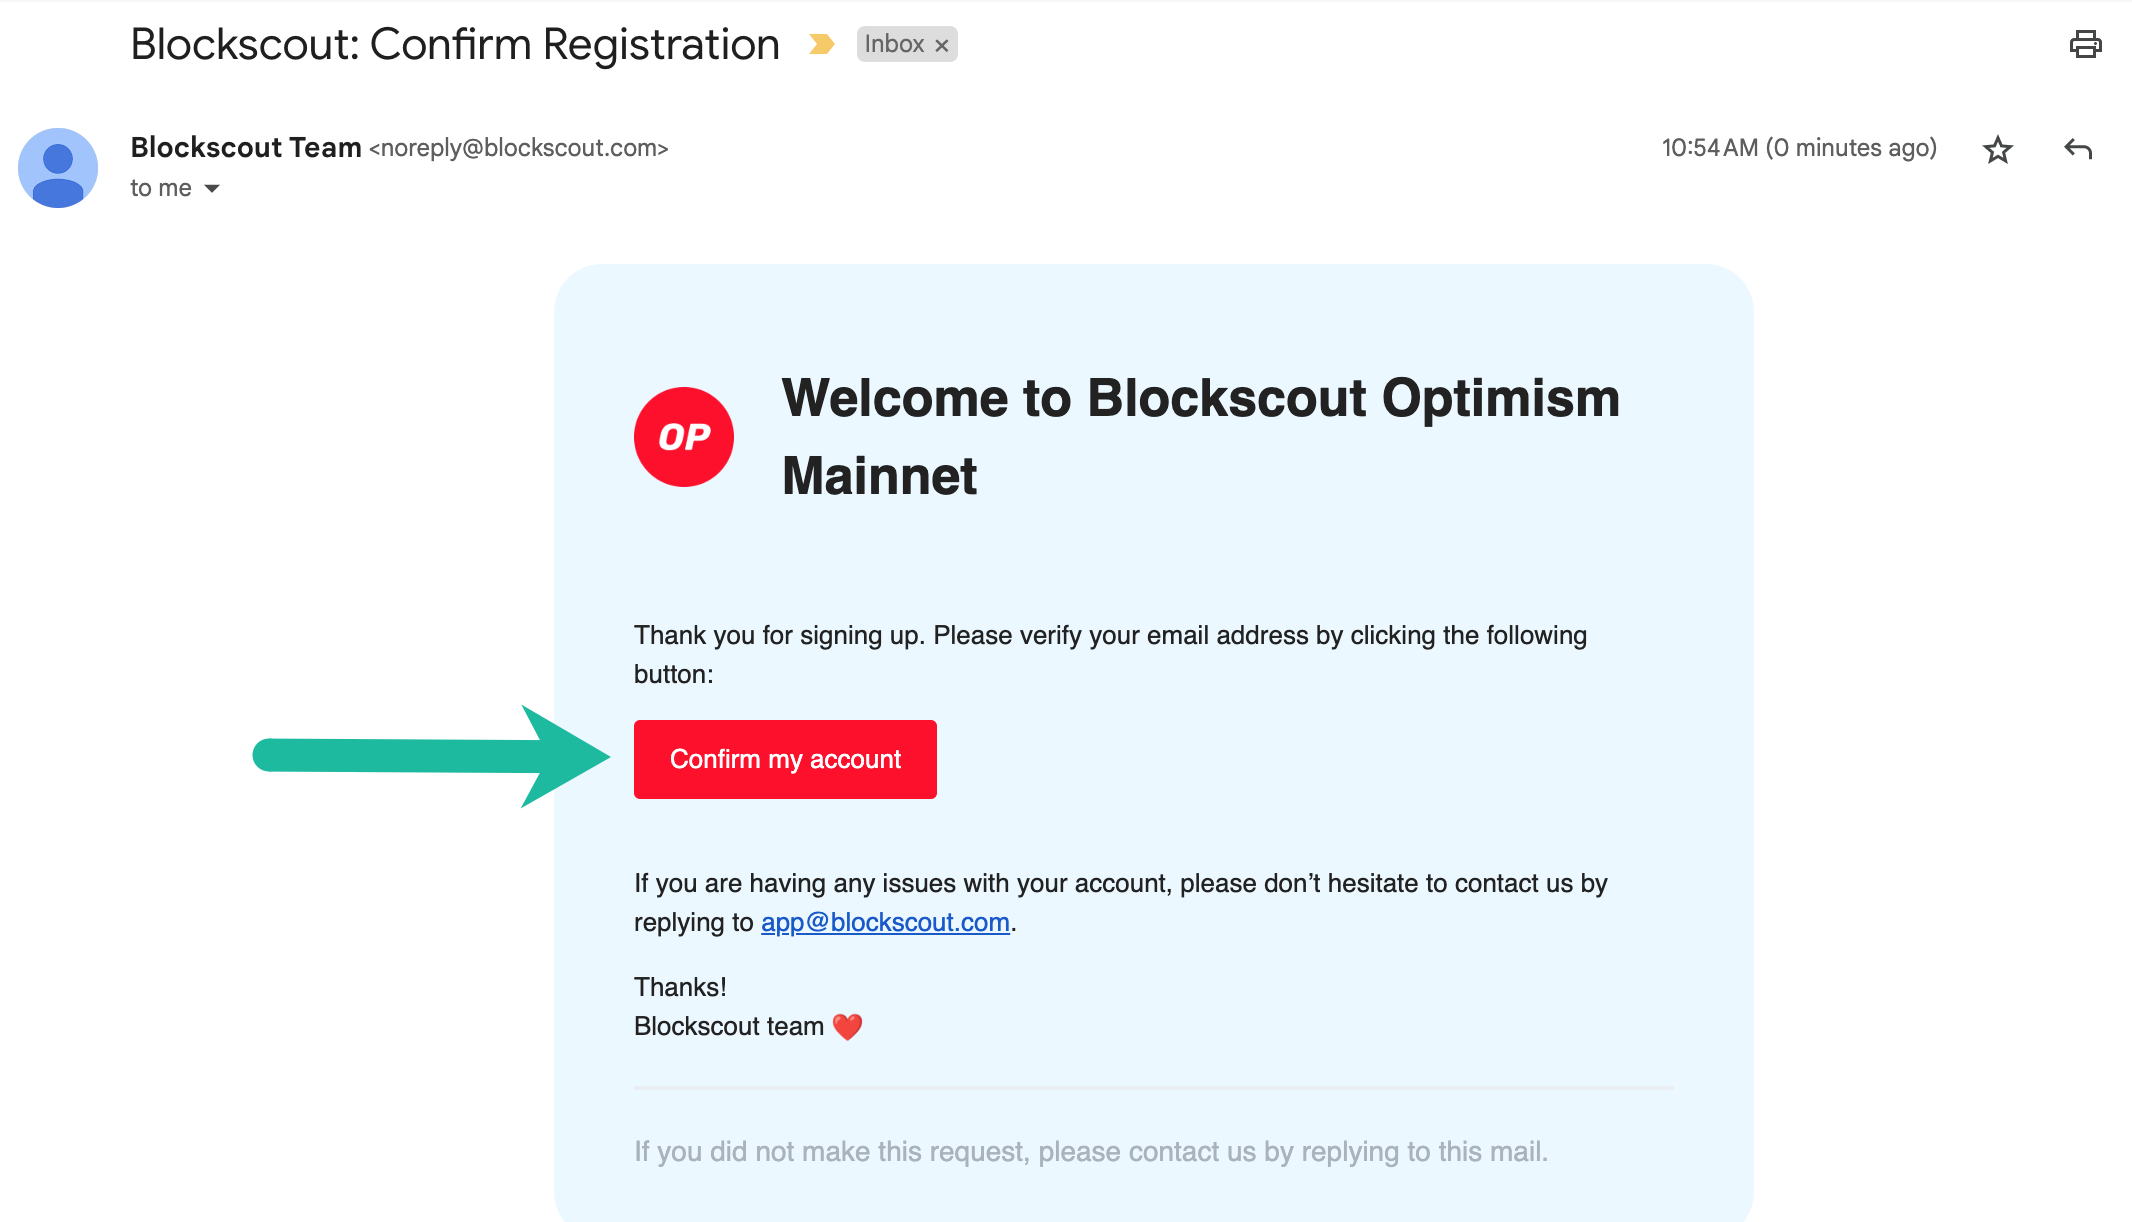 Blockscout: Confirm Registration
Inbox ×
Blockscout Team <noreply@blockscout.com>
10:54 AM (0 minutes ago)
to me
OP
Welcome to Blockscout Optimism
Mainnet
Thank you for signing up. Please verify your email address by clicking the following
button:
Confirm my account
If you are having any issues with your account, please don’t hesitate to contact us by
replying to app@blockscout.com.
Thanks!
Blockscout team ❤️
If you did not make this request, please contact us by replying to this mail.